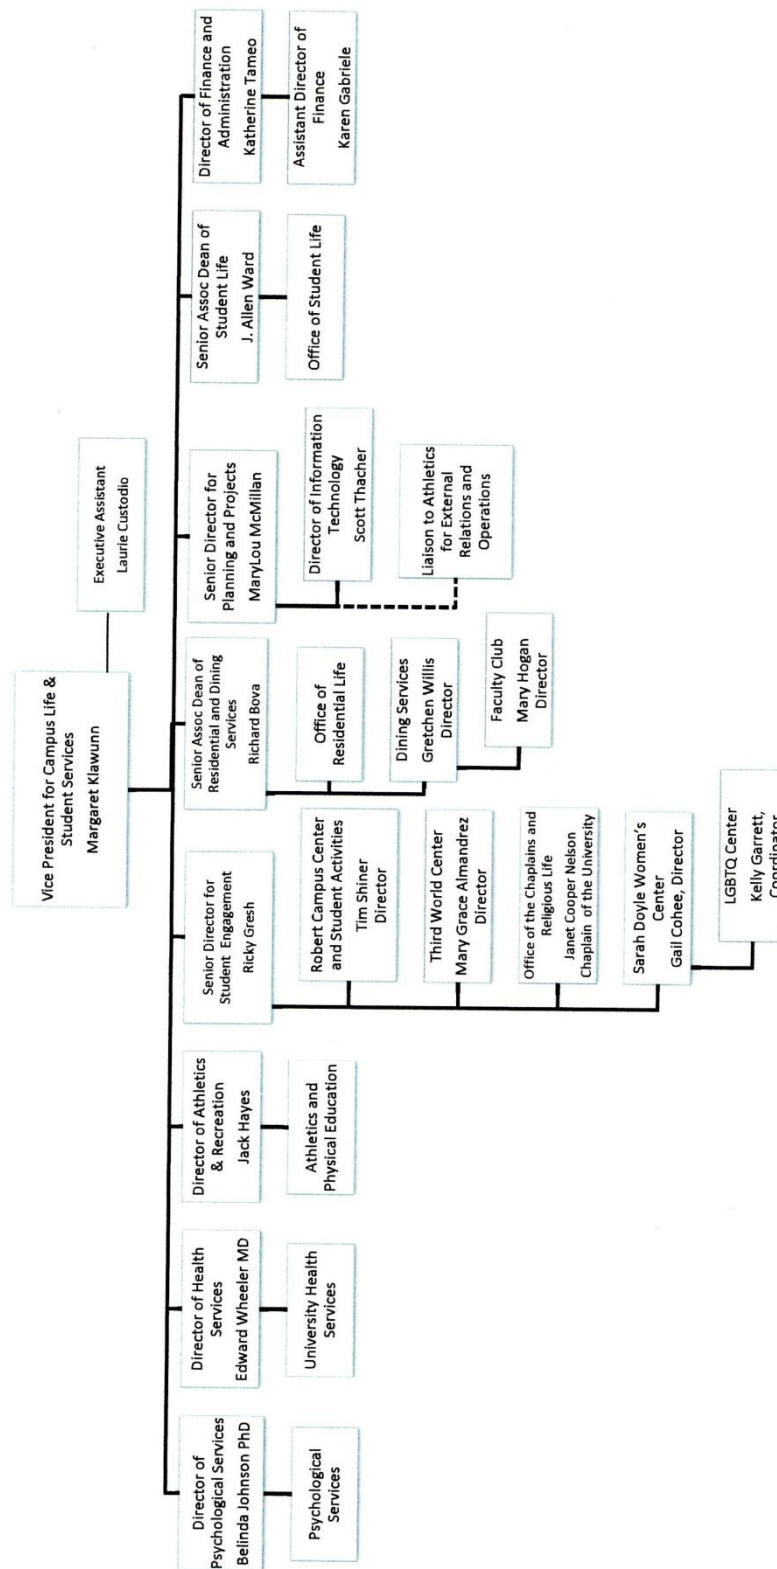 Vice President for Campus Life &
Student Services
Margaret Klawunn
Executive Assistant
Laurie Custodio
Director of
Psychological Services
Belinda Johnson PhD
Psychological
Services
Director of Health
Services
Edward Wheeler MD
University Health
Services
Director of Athletics
& Recreation
Jack Hayes
Athletics and
Physical Education
Senior Director for
Student Engagement
Ricky Gresh
Robert Campus Center
and Student Activities
Tim Shiner
Director
Third World Center
Mary Grace Almandrez
Director
Office of the Chaplains and
Religious Life
Janet Cooper Nelson
Chaplain of the University
Sarah Doyle Women's
Center
Gail Cohee, Director
LGBTQ Center
Kelly Garrett,
Coordinator
Senior Assoc Dean of
Residential and Dining
Services
Richard Bova
Office of
Residential Life
Dining Services
Gretchen Willis
Director
Faculty Club
Mary Hogan
Director
Senior Director for
Planning and Projects
MaryLou McMillan
Director of Information
Technology
Scott Thacher
Liaison to Athletics
for External
Relations and
Operations
Senior Assoc Dean of
Student Life
J. Allen Ward
Office of Student Life
Director of Finance and
Administration
Katherine Tameo
Assistant Director of
Finance
Karen Gabriele